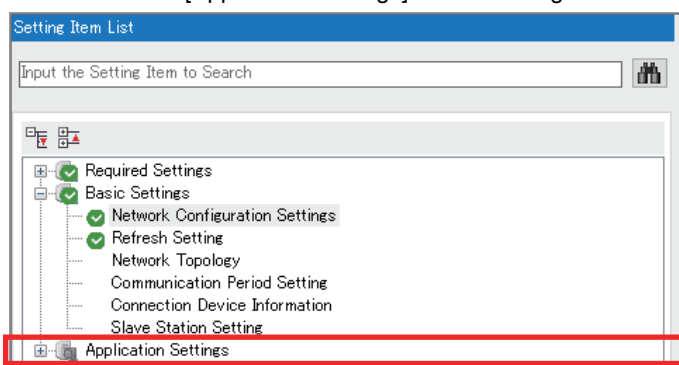 Setting Item List
Input the Setting Item to Search
Required Settings
Basic Settings
Network Configuration Settings
Refresh Setting
Network Topology
Communication Period Setting
Connection Device Information
Slave Station Setting
Application Settings